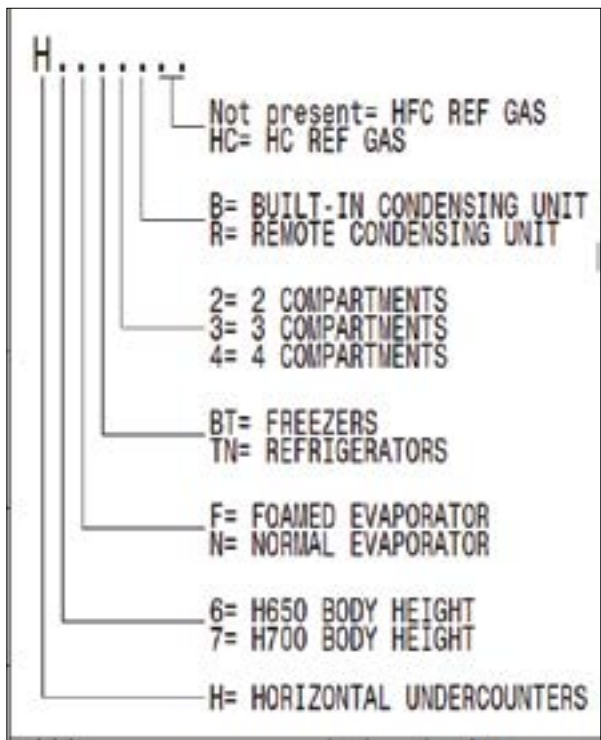 H . . . . . .
Not present= HFC REF GAS
HC= HC REF GAS
B= BUILT-IN CONDENSING UNIT
R= REMOTE CONDENSING UNIT
2= 2 COMPARTMENTS
3= 3 COMPARTMENTS
4= 4 COMPARTMENTS
BT= FREEZERS
TN= REFRIGERATORS
F= FOAMED EVAPORATOR
N= NORMAL EVAPORATOR
6= H650 BODY HEIGHT
7= H700 BODY HEIGHT
H= HORIZONTAL UNDERCOUNTERS